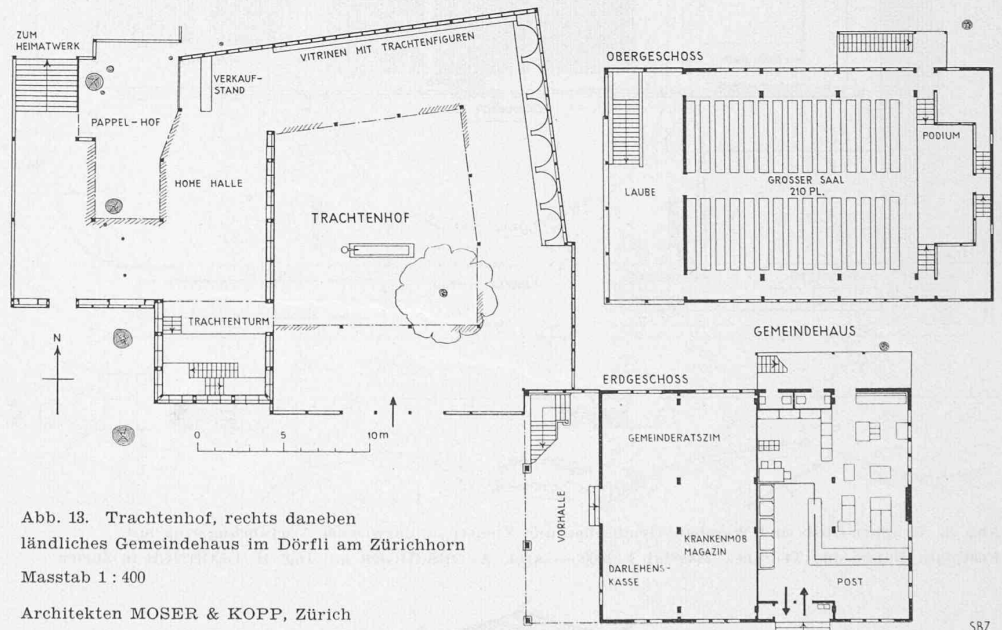 ZUM
HEIMATWERK
VITRINEN MIT TRACHTENFIGUREN
VERKAUF-
STAND
PAPPEL-HOF
HOHE HALLE
TRACHTENHOF
TRACHTENTURM
N
0 5 10 m
OBERGESCHOSS
PODIUM
LAUBE
GROSSER SAAL
210 PL.
GEMEINDEHAUS
ERDGESCHOSS
GEMEINDERATSZIM
VORHALLE
KRANKENMOB
MAGAZIN
DARLEHENS-
KASSE
POST
SBZ
Abb. 13. Trachtenhof, rechts daneben
ländliches Gemeindehaus im Dörfli am Zürichhorn
Masstab 1 : 400
Architekten MOSER & KOPP, Zürich